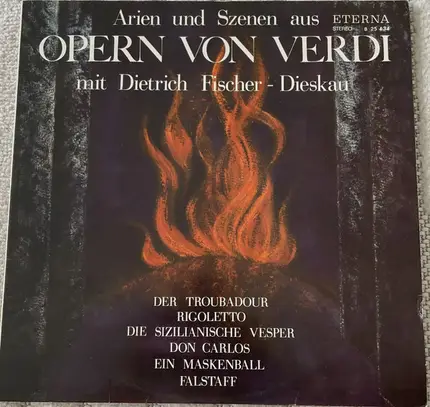 Arien und Szenen aus
ETERNA
STEREO 8 25 634
OPERN VON VERDI
mit Dietrich Fischer-Dieskau
DER TROUBADOUR
RIGOLETTO
DIE SIZILIANISCHE VESPER
DON CARLOS
EIN MASKENBALL
FALSTAFF